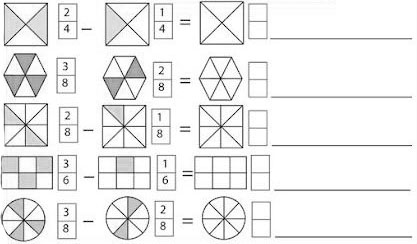 2/4 − 1/4 =
3/8 2/8
2/8 − 1/8 =
3/6 − 1/6 =
3/8 − 2/8 =